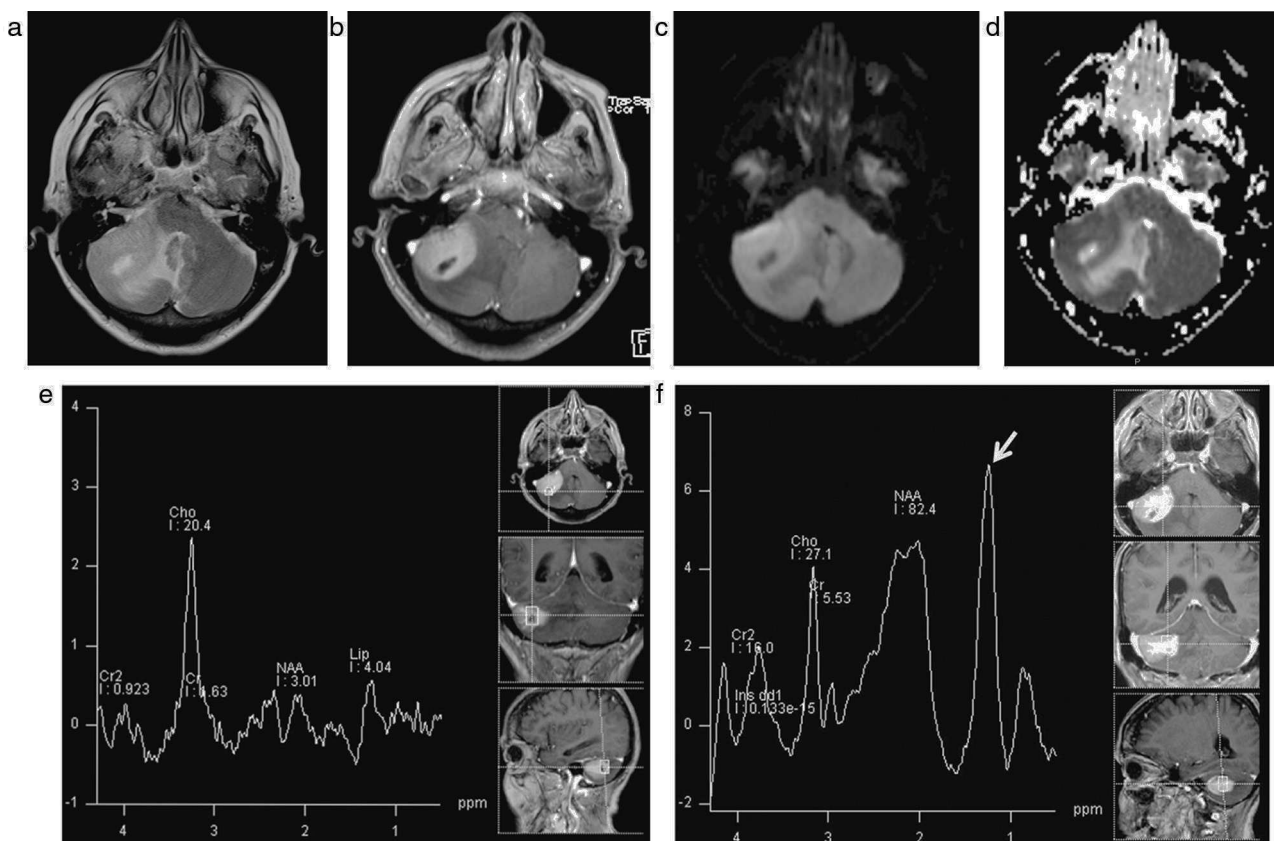 a
b
c
d
F
P
e
4
3
2
1
0
-1
Cho
I : 20.4
Cr2
I : 0.923
Cr
I .63
NAA
I : 3.01
Lip
I : 4.04
4
3
2
1
ppm
f
8
6
4
2
0
-2
NAA
I : 82.4
Cho
I : 27.1
Cr
5.53
Cr2
I : 16.0
Ins dd1
I : 0.133e-15
4
3
2
1
ppm